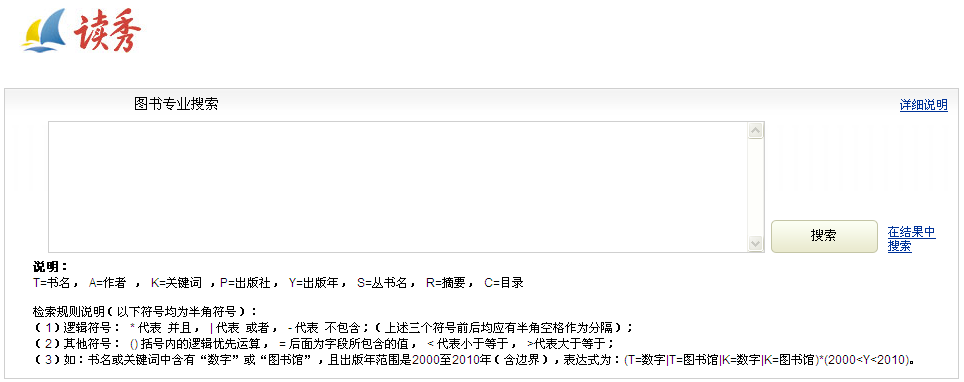 读秀
图书专业搜索
详细说明
搜索
在结果中
搜索
说明：
T=书名， A=作者 ， K=关键词 ，P=出版社， Y=出版年， S=丛书名， R=摘要， C=目录
检索规则说明（以下符号均为半角符号）：
（1）逻辑符号： *代表 并且， |代表 或者， -代表 不包含；（上述三个符号前后均应有半角空格作为分隔）；
（2）其他符号： ()括号内的逻辑优先运算， =后面为字段所包含的值， <代表小于等于， >代表大于等于；
（3）如：书名或关键词中含有“数字”或“图书馆”，且出版年范围是2000至2010年（含边界），表达式为：(T=数字|T=图书馆|K=数字|K=图书馆)*(2000<Y<2010)。